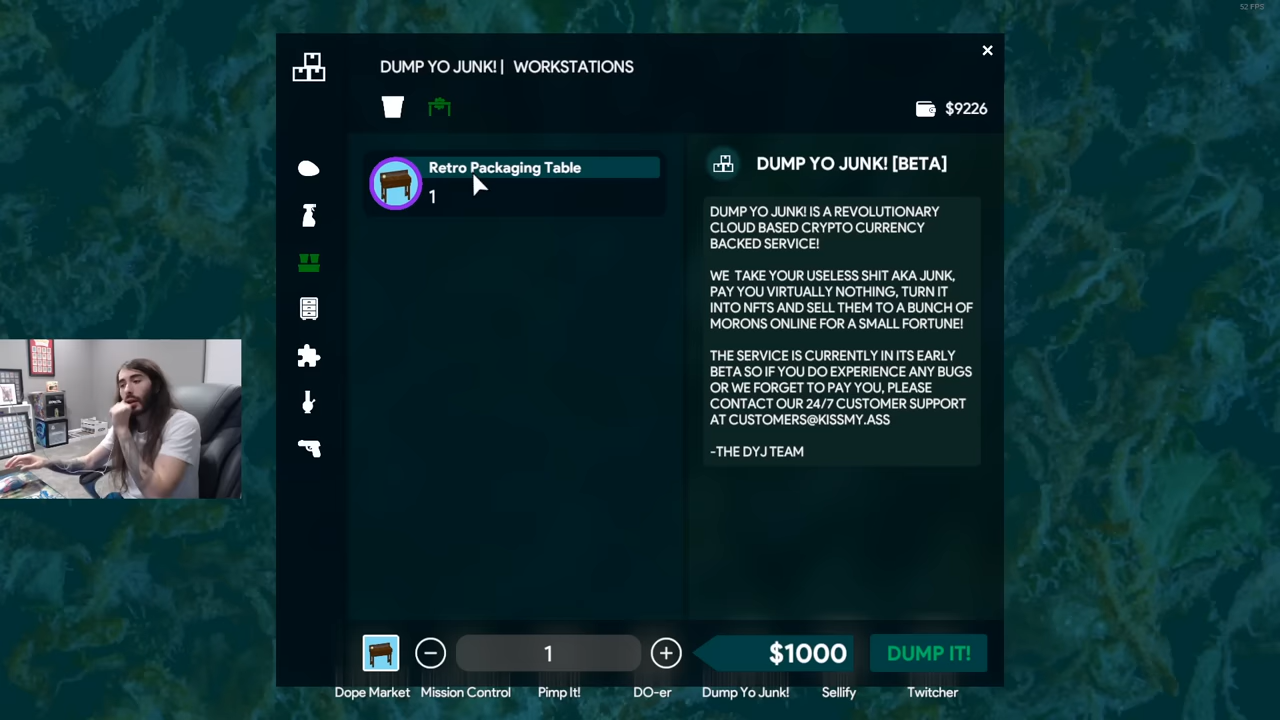 52 FPS
DUMP YO JUNK! | WORKSTATIONS
$9226
Retro Packaging Table
1
DUMP YO JUNK! [BETA]
DUMP YO JUNK! IS A REVOLUTIONARY
CLOUD BASED CRYPTO CURRENCY
BACKED SERVICE!
WE TAKE YOUR USELESS SHIT AKA JUNK,
PAY YOU VIRTUALLY NOTHING, TURN IT
INTO NFTS AND SELL THEM TO A BUNCH OF
MORONS ONLINE FOR A SMALL FORTUNE!
THE SERVICE IS CURRENTLY IN ITS EARLY
BETA SO IF YOU DO EXPERIENCE ANY BUGS
OR WE FORGET TO PAY YOU, PLEASE
CONTACT OUR 24/7 CUSTOMER SUPPORT
AT CUSTOMERS@KISSMY.ASS
-THE DYJ TEAM
1
$1000
DUMP IT!
Dope Market Mission Control Pimp It! DO-er Dump Yo Junk! Sellify Twitcher